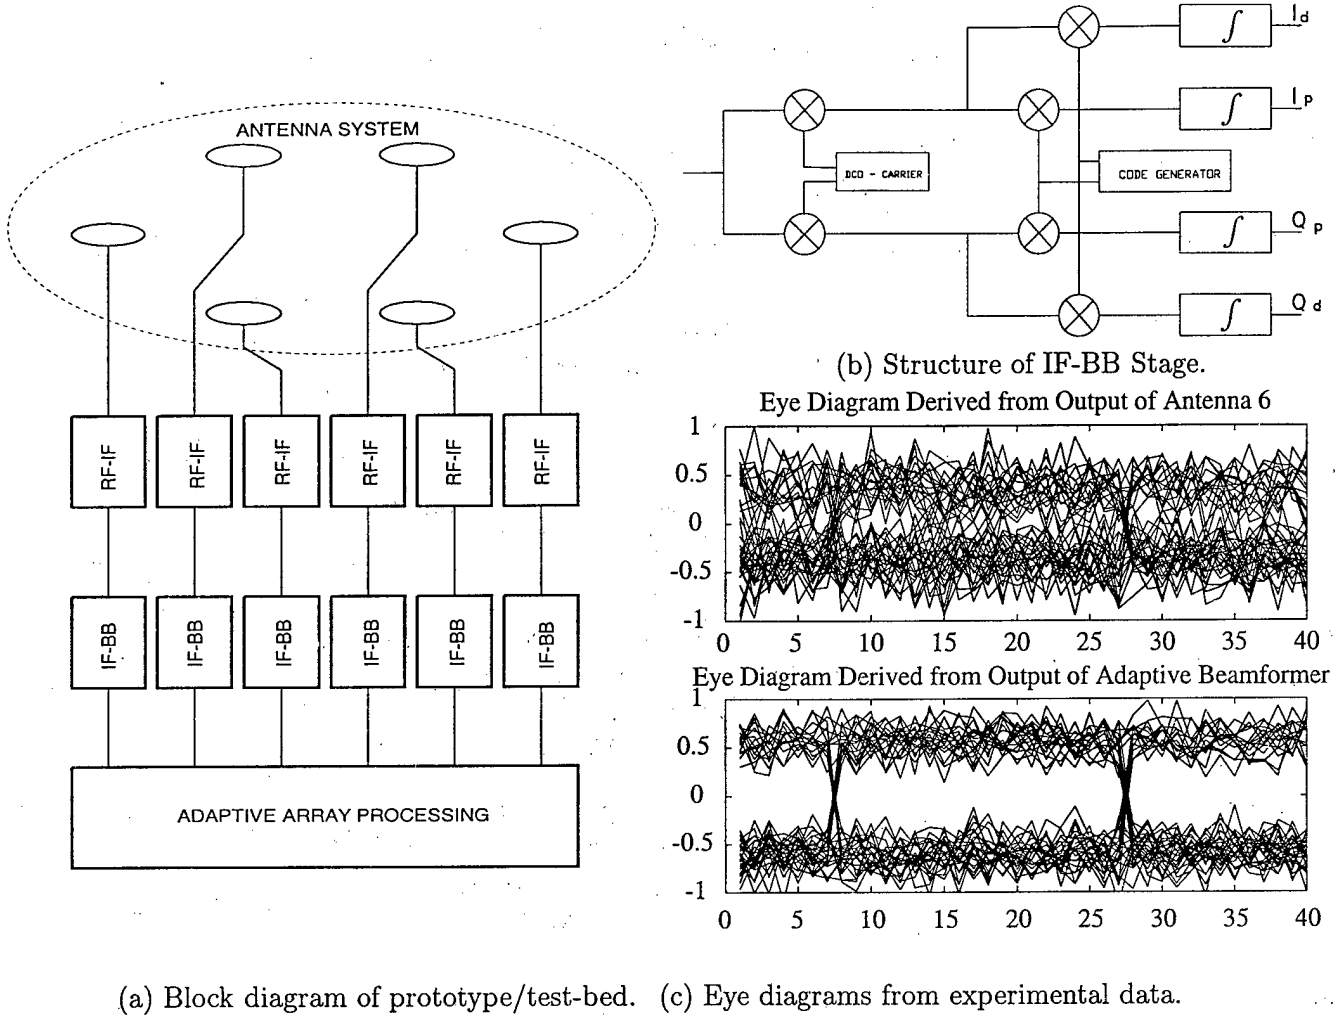 ANTENNA SYSTEM
RF-IF
RF-IF
RF-IF
RF-IF
RF-IF
RF-IF
IF-BB
IF-BB
IF-BB
IF-BB
IF-BB
IF-BB
ADAPTIVE ARRAY PROCESSING
(a) Block diagram of prototype/test-bed.
∫ I d
∫ I p
DCO - CARRIER
CODE GENERATOR
∫ Q p
∫ Q d
(b) Structure of IF-BB Stage.
Eye Diagram Derived from Output of Antenna 6
1
0.5
0
-0.5
-1
0 5 10 15 20 25 30 35 40
Eye Diagram Derived from Output of Adaptive Beamformer
1
0.5
0
-0.5
-1
0 5 10 15 20 25 30 35 40
(c) Eye diagrams from experimental data.